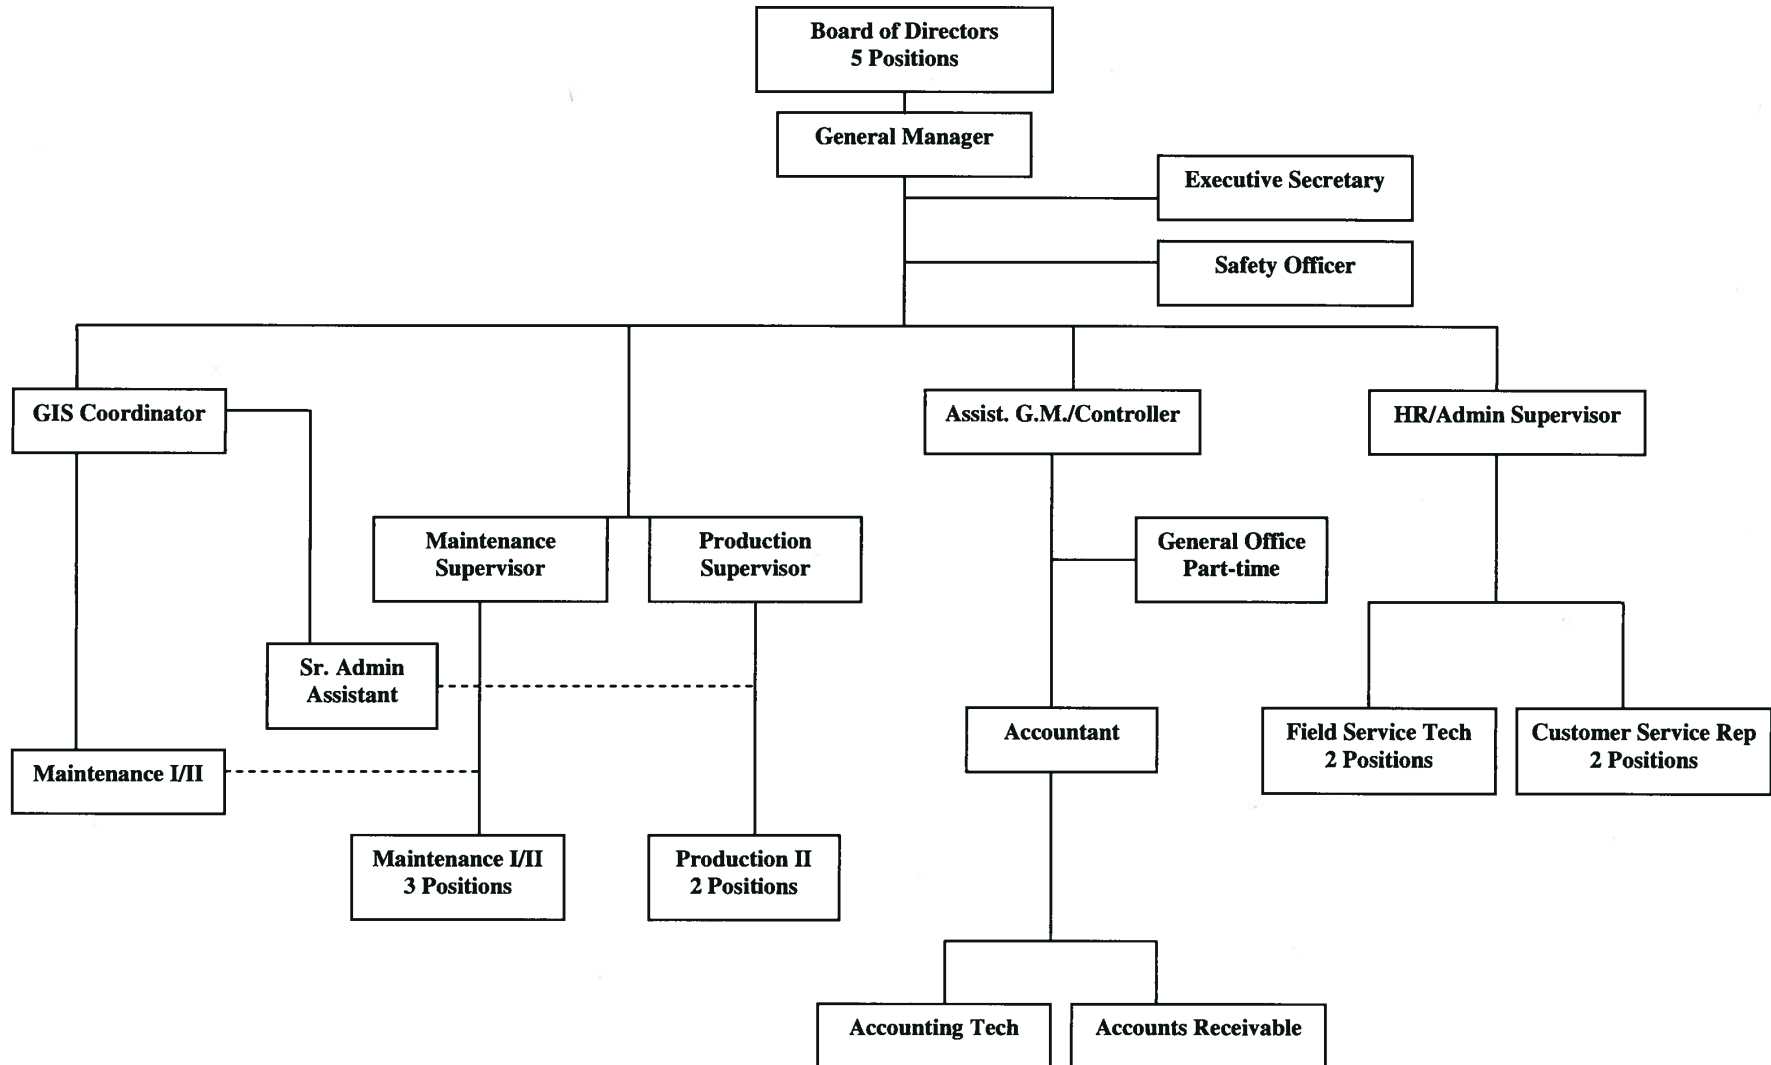 Board of Directors
5 Positions
General Manager
Executive Secretary
Safety Officer
GIS Coordinator
Assist. G.M./Controller
HR/Admin Supervisor
Maintenance
Supervisor
Production
Supervisor
General Office
Part-time
Sr. Admin
Assistant
Accountant
Field Service Tech
2 Positions
Customer Service Rep
2 Positions
Maintenance I/II
Maintenance I/II
3 Positions
Production II
2 Positions
Accounting Tech
Accounts Receivable